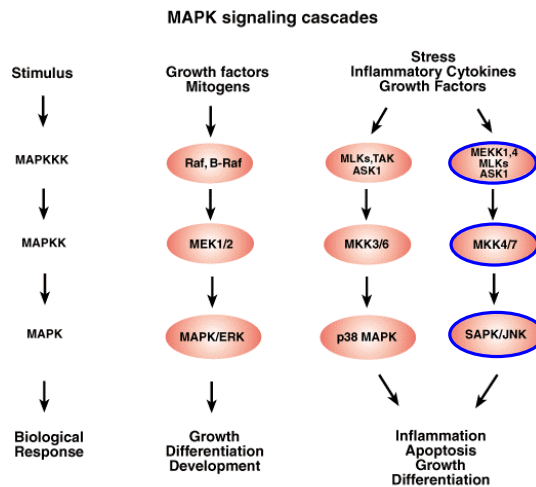 MAPK signaling cascades
Stimulus
Growth factors
Mitogens
Stress
Inflammatory Cytokines
Growth Factors
MAPKKK
Raf, B-Raf
MLKs,TAK
ASK1
MEKK1,4
MLKs
ASK1
MAPKK
MEK1/2
MKK3/6
MKK4/7
MAPK
MAPK/ERK
p38 MAPK
SAPK/JNK
Biological
Response
Growth
Differentiation
Development
Inflammation
Apoptosis
Growth
Differentiation